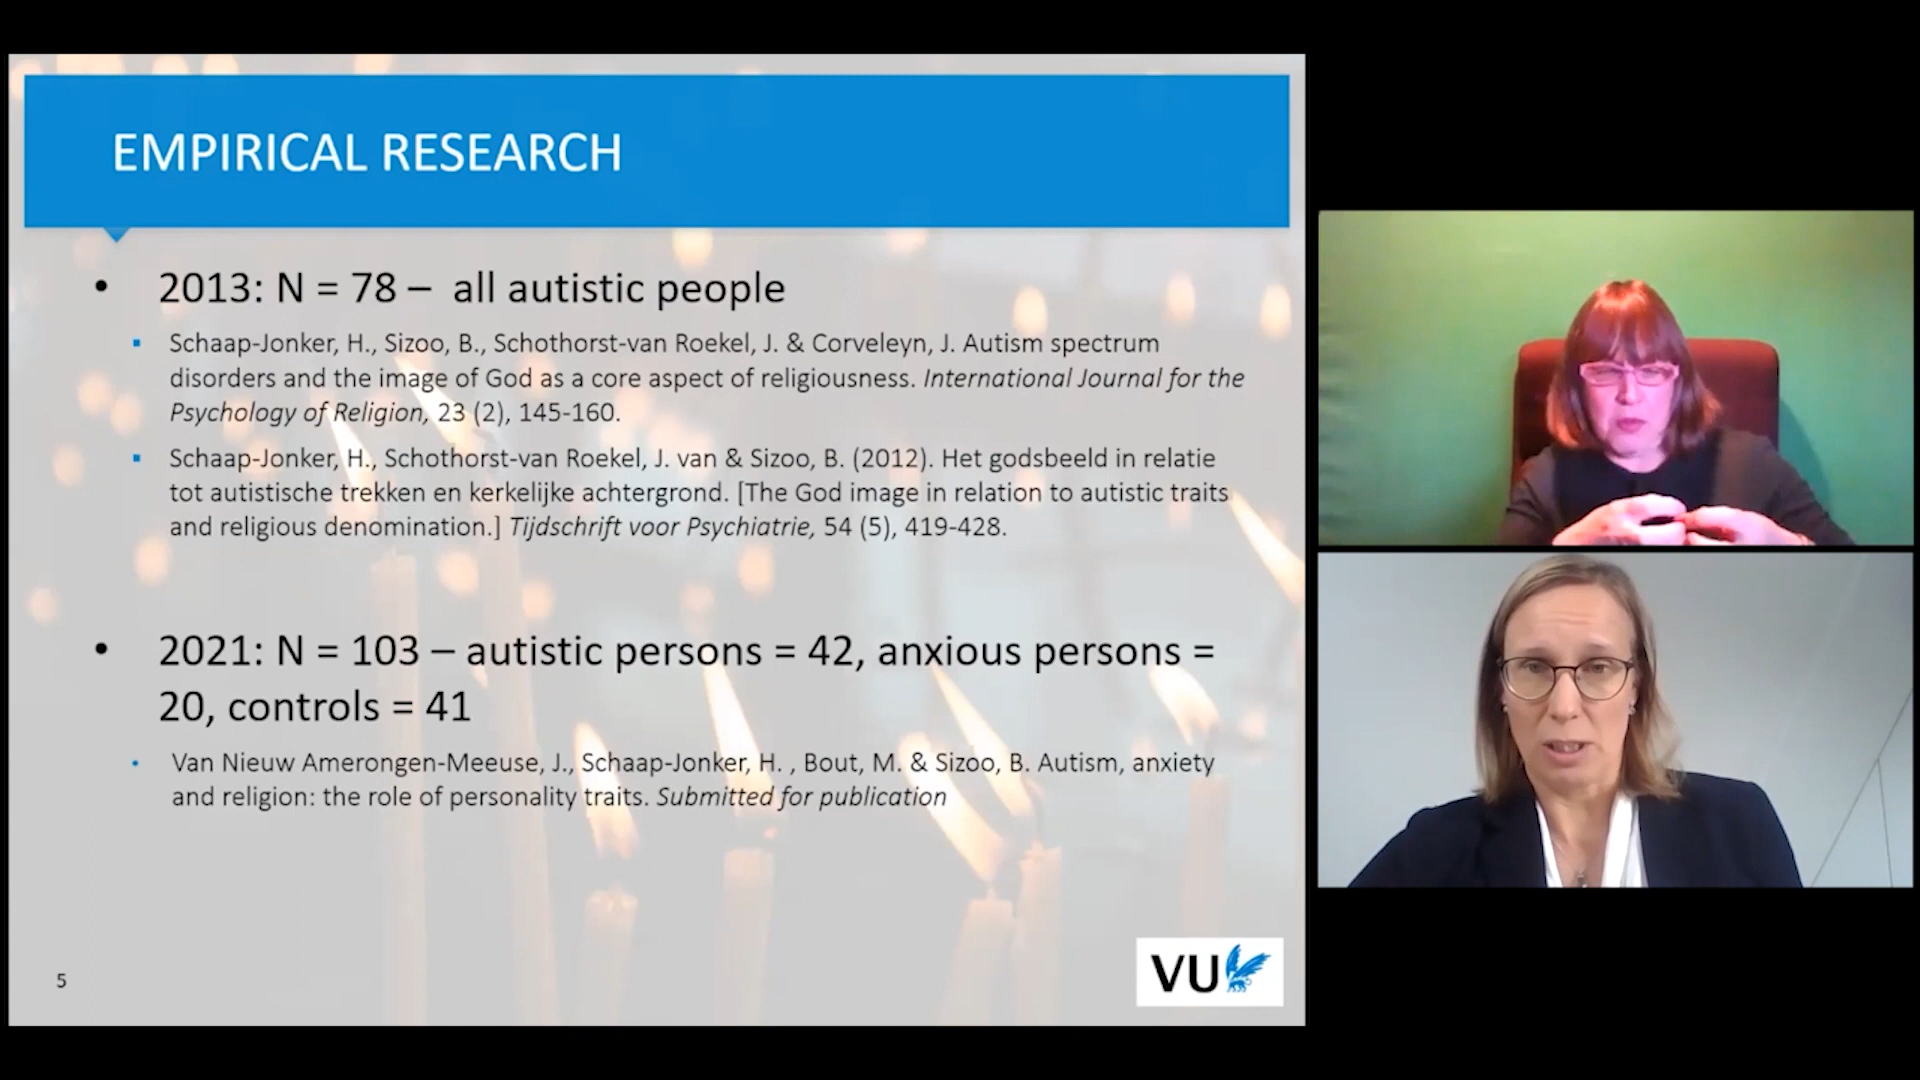 EMPIRICAL RESEARCH
• 2013: N = 78 – all autistic people
▪ Schaap-Jonker, H., Sizoo, B., Schothorst-van Roekel, J. & Corveleyn, J. Autism spectrum
disorders and the image of God as a core aspect of religiousness. International Journal for the
Psychology of Religion, 23 (2), 145-160.
▪ Schaap-Jonker, H., Schothorst-van Roekel, J. van & Sizoo, B. (2012). Het godsbeeld in relatie
tot autistische trekken en kerkelijke achtergrond. [The God image in relation to autistic traits
and religious denomination.] Tijdschrift voor Psychiatrie, 54 (5), 419-428.
• 2021: N = 103 – autistic persons = 42, anxious persons =
20, controls = 41
• Van Nieuw Amerongen-Meeuse, J., Schaap-Jonker, H. , Bout, M. & Sizoo, B. Autism, anxiety
and religion: the role of personality traits. Submitted for publication
5
VU